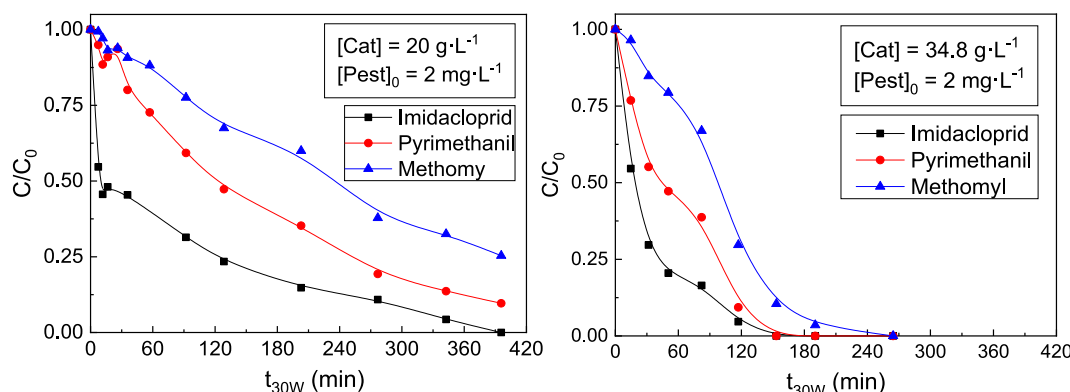 C/C0
1.00
0.75
0.50
0.25
0.00
[Cat] = 20 g·L-1
[Pest]0 = 2 mg·L-1
Imidacloprid
Pyrimethanil
Methomy
0 60 120 180 240 300 360 420
t30W (min)
C/C0
1.00
0.75
0.50
0.25
0.00
[Cat] = 34.8 g·L-1
[Pest]0 = 2 mg·L-1
Imidacloprid
Pyrimethanil
Methomyl
0 60 120 180 240 300 360 420
t30W (min)